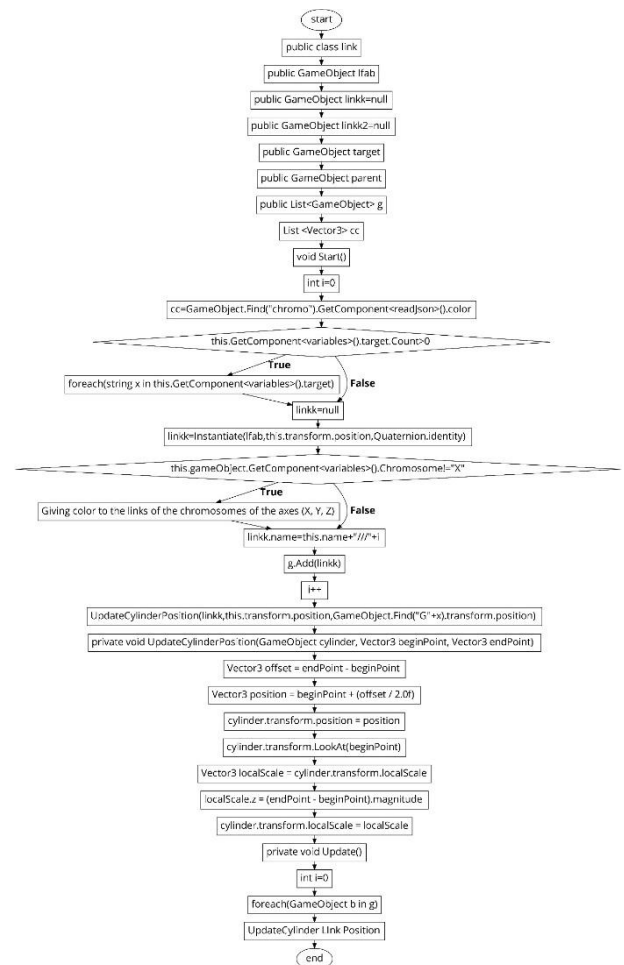 start
public class link
public GameObject lfab
public GameObject linkk=null
public GameObject linkk2=null
public GameObject target
public GameObject parent
public List<GameObject> g
List <Vector3> cc
void Start()
int i=0
cc=GameObject.Find("chromo").GetComponent<readJson>().color
this.GetComponent<variables>().target.Count>0
True
False
foreach(string x in this.GetComponent<variables>().target)
linkk=null
linkk=Instantiate(lfab,this.transform.position,Quaternion.identity)
this.gameObject.GetComponent<variables>().Chromosome!="X"
True
False
Giving color to the links of the chromosomes of the axes (X, Y, Z)
linkk.name=this.name+"///"+i
g.Add(linkk)
i++
UpdateCylinderPosition(linkk,this.transform.position,GameObject.Find("G"+x).transform.position)
private void UpdateCylinderPosition(GameObject cylinder, Vector3 beginPoint, Vector3 endPoint)
Vector3 offset = endPoint - beginPoint
Vector3 position = beginPoint + (offset / 2.0f)
cylinder.transform.position = position
cylinder.transform.LookAt(beginPoint)
Vector3 localScale = cylinder.transform.localScale
localScale.z = (endPoint - beginPoint).magnitude
cylinder.transform.localScale = localScale
private void Update()
int i=0
foreach(GameObject b in g)
UpdateCylinder LInk Position
end